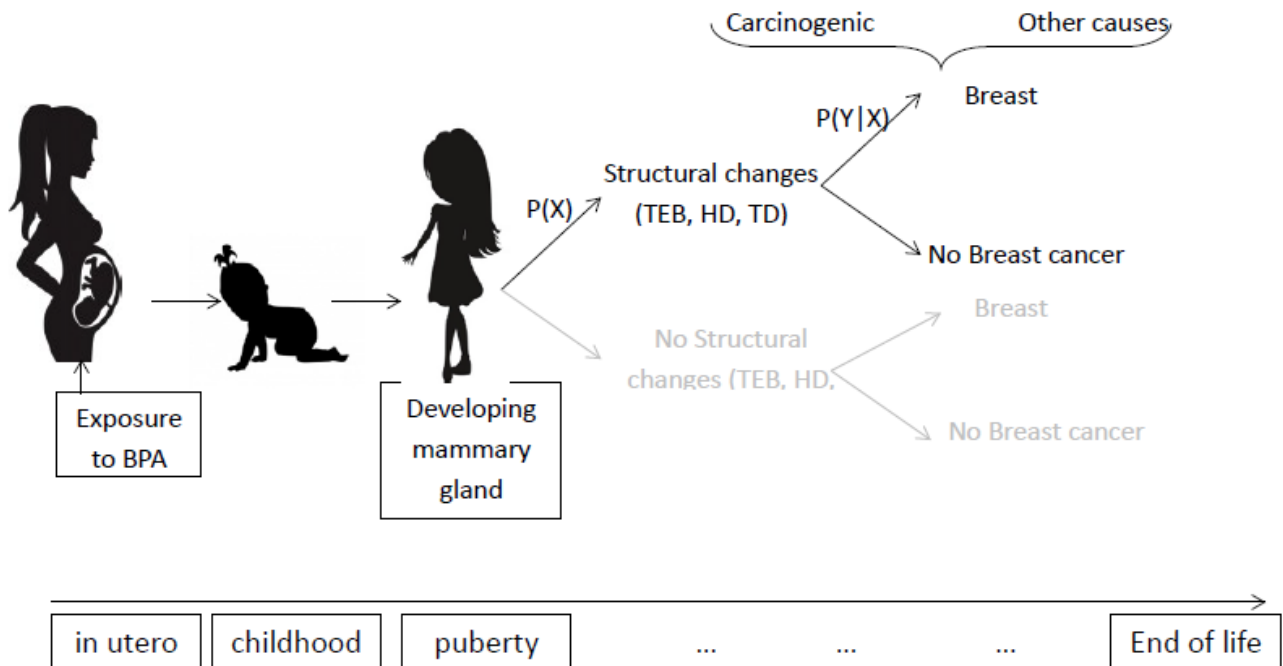 Carcinogenic Other causes
Breast
P(Y|X)
Structural changes
(TEB, HD, TD)
P(X)
No Breast cancer
Breast
No Structural
changes (TEB, HD,
No Breast cancer
Exposure
to BPA
Developing
mammary
gland
in utero childhood puberty ... ... ... End of life